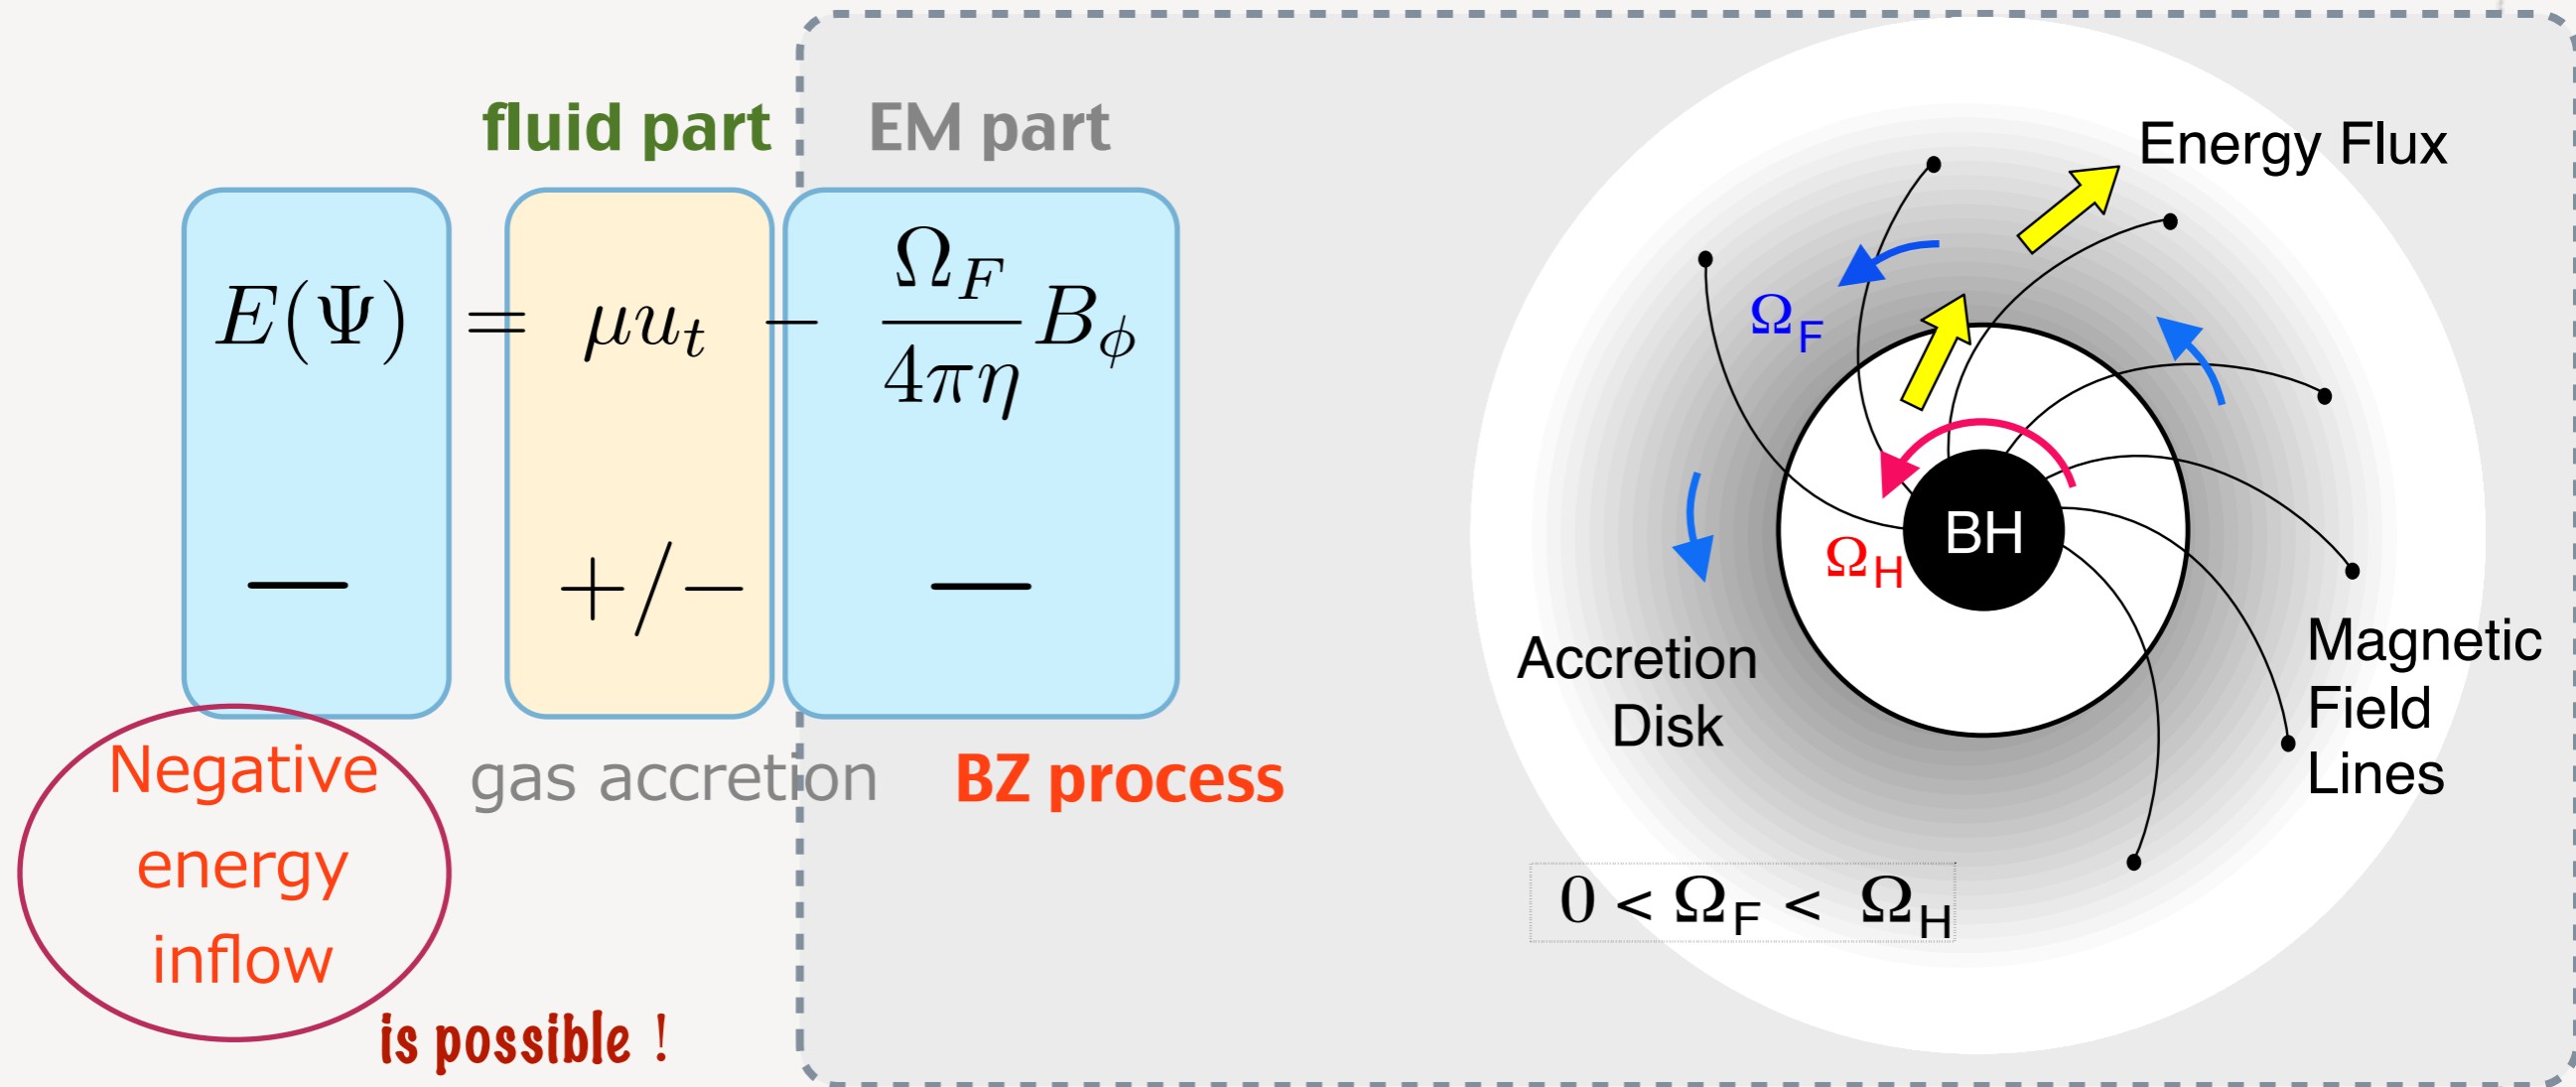 fluid part
EM part
E(Ψ) = μu_t − Ω_F/4πη B_ϕ
— +/− —
Negative
energy
inflow
gas accretion
BZ process
is possible !
Energy Flux
Ω_F
BH
Ω_H
Accretion
Disk
Magnetic
Field
Lines
0 < Ω_F < Ω_H